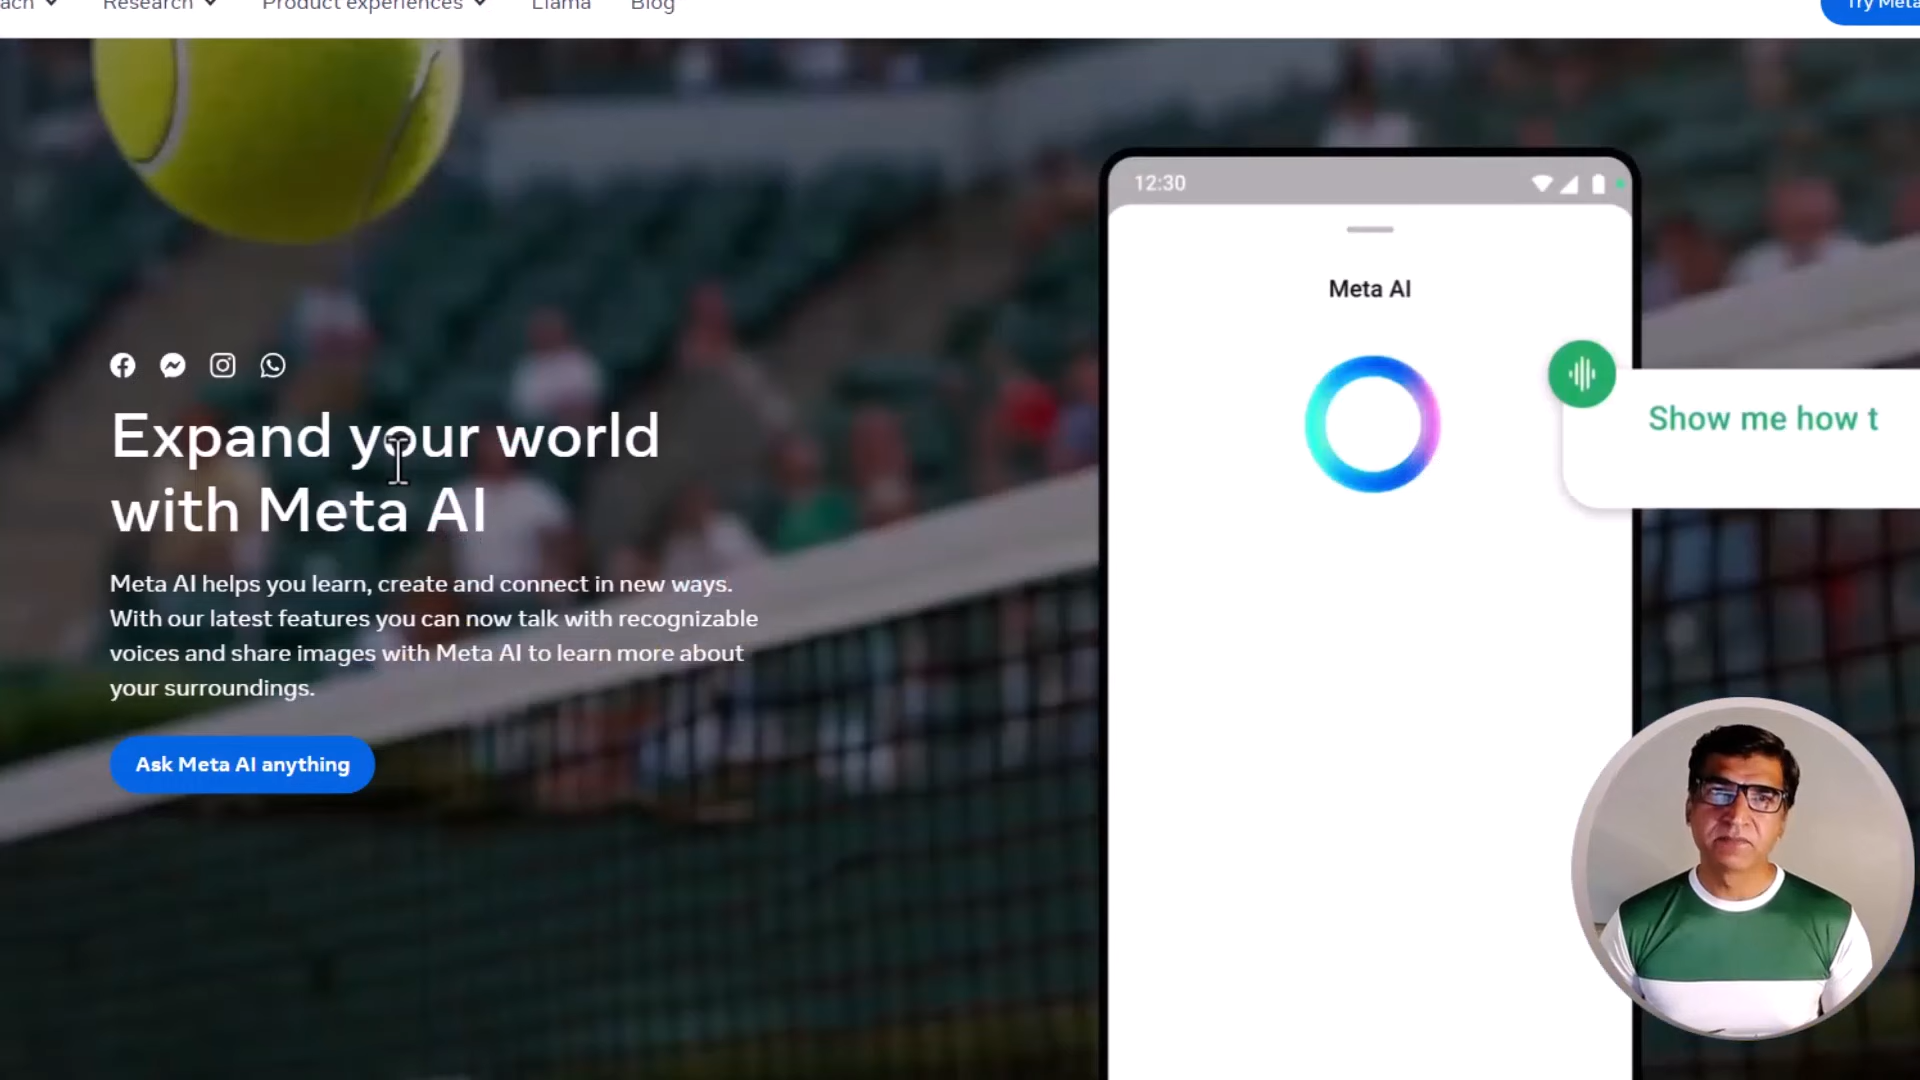 Research
Product experiences
Llama
Blog
Try Meta
12:30
Meta AI
Show me how t
Expand your world
with Meta AI
Meta AI helps you learn, create and connect in new ways.
With our latest features you can now talk with recognizable
voices and share images with Meta AI to learn more about
your surroundings.
Ask Meta AI anything